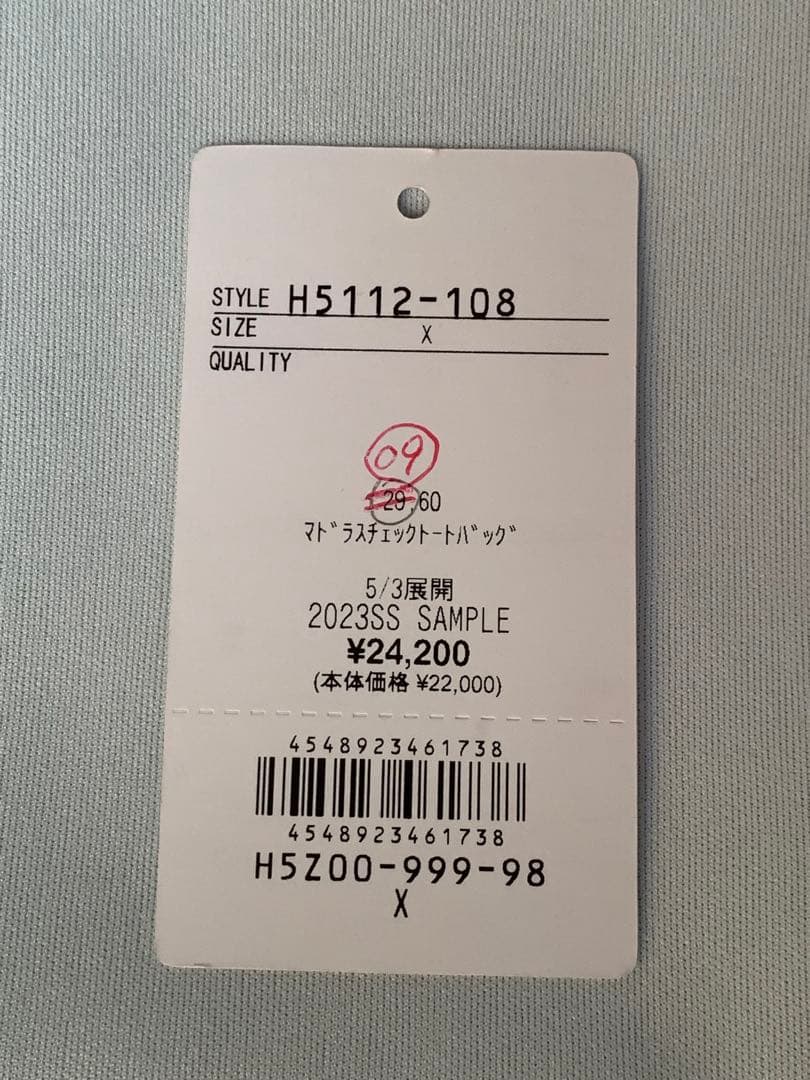 STYLE H5112-108
SIZE X
QUALITY
09
29,60
ﾏﾄﾞﾗｽﾁｪｯｸﾄｰﾄﾊﾞｯｸﾞ
5/3展開
2023SS SAMPLE
¥24,200
(本体価格 ¥22,000)
4548923461738
4548923461738
H5Z00-999-98
X